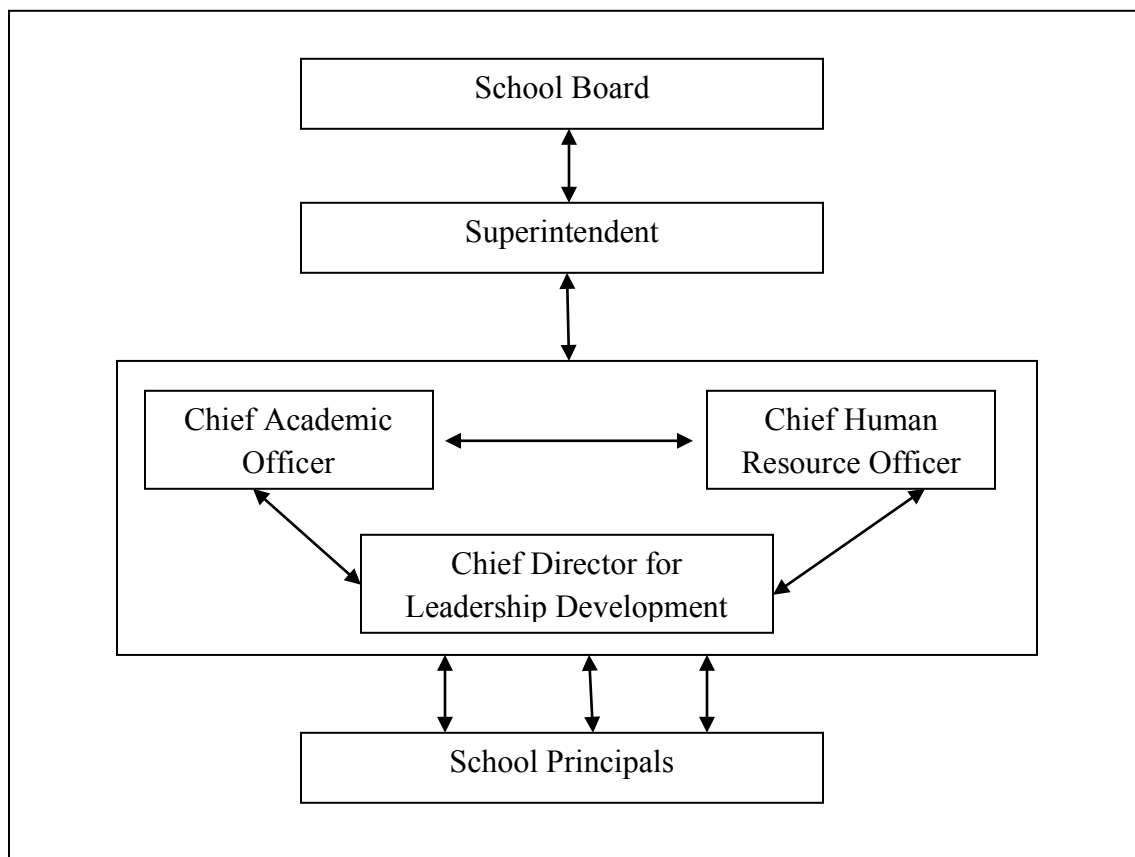 School Board
Superintendent
Chief Academic
Officer
Chief Human
Resource Officer
Chief Director for
Leadership Development
School Principals